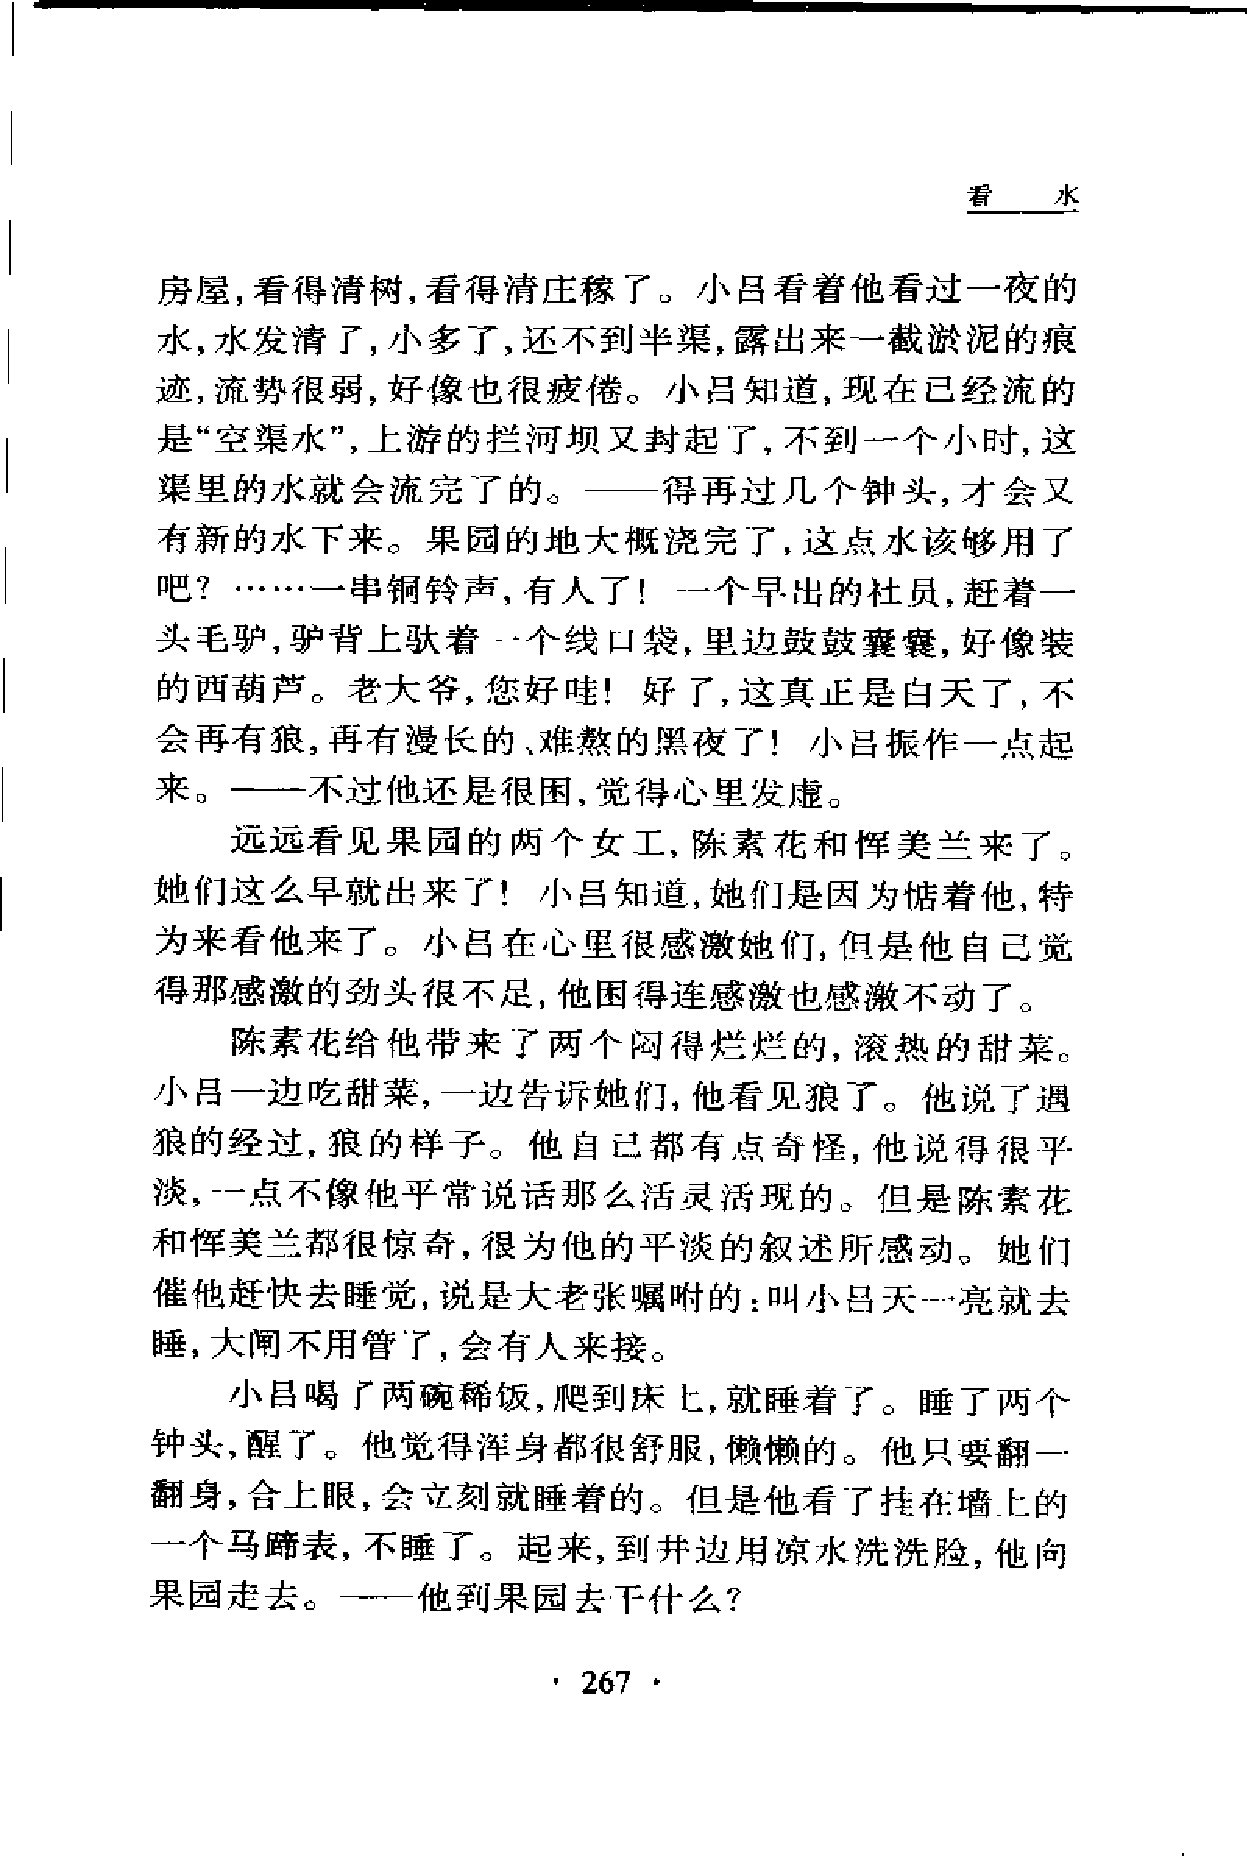 看 水
房屋,看得清树,看得清庄稼了。小吕看着他看过一夜的
水,水发清了,小多了,还不到半渠,露出来一截淤泥的痕
迹,流势很弱,好像也很疲倦。小吕知道,现在已经流的
是“空渠水”,上游的拦河坝又封起了,不到一个小时,这
渠里的水就会流完了的。——得再过几个钟头,才会又
有新的水下来。果园的地大概浇完了,这点水该够用了
吧?……一串铜铃声,有人了!一个早出的社员,赶着一
头毛驴,驴背上驮着一个线口袋,里边鼓鼓囊囊,好像装
的西葫芦。老大爷,您好哇!好了,这真正是白天了,不
会再有狼,再有漫长的、难熬的黑夜了!小吕振作一点起
来。——不过他还是很困,觉得心里发虚。
远远看见果园的两个女工,陈素花和恽美兰来了。
她们这么早就出来了!小吕知道,她们是因为惦着他,特
为来看他来了。小吕在心里很感激她们,但是他自己觉
得那感激的劲头很不足,他困得连感激也感激不动了。
陈素花给他带来了两个闷得烂烂的,滚热的甜菜。
小吕一边吃甜菜,一边告诉她们,他看见狼了。他说了遇
狼的经过,狼的样子。他自己都有点奇怪,他说得很平
淡,一点不像他平常说话那么活灵活现的。但是陈素花
和恽美兰都很惊奇,很为他的平淡的叙述所感动。她们
催他赶快去睡觉,说是大老张嘱咐的:叫小吕天一亮就去
睡,大闸不用管了,会有人来接。
小吕喝了两碗稀饭,爬到床上,就睡着了。睡了两个
钟头,醒了。他觉得浑身都很舒服,懒懒的。他只要翻一
翻身,合上眼,会立刻就睡着的。但是他看了挂在墙上的
一个马蹄表,不睡了。起来,到井边用凉水洗洗脸,他向
果园走去。——他到果园去干什么?
· 267 ·